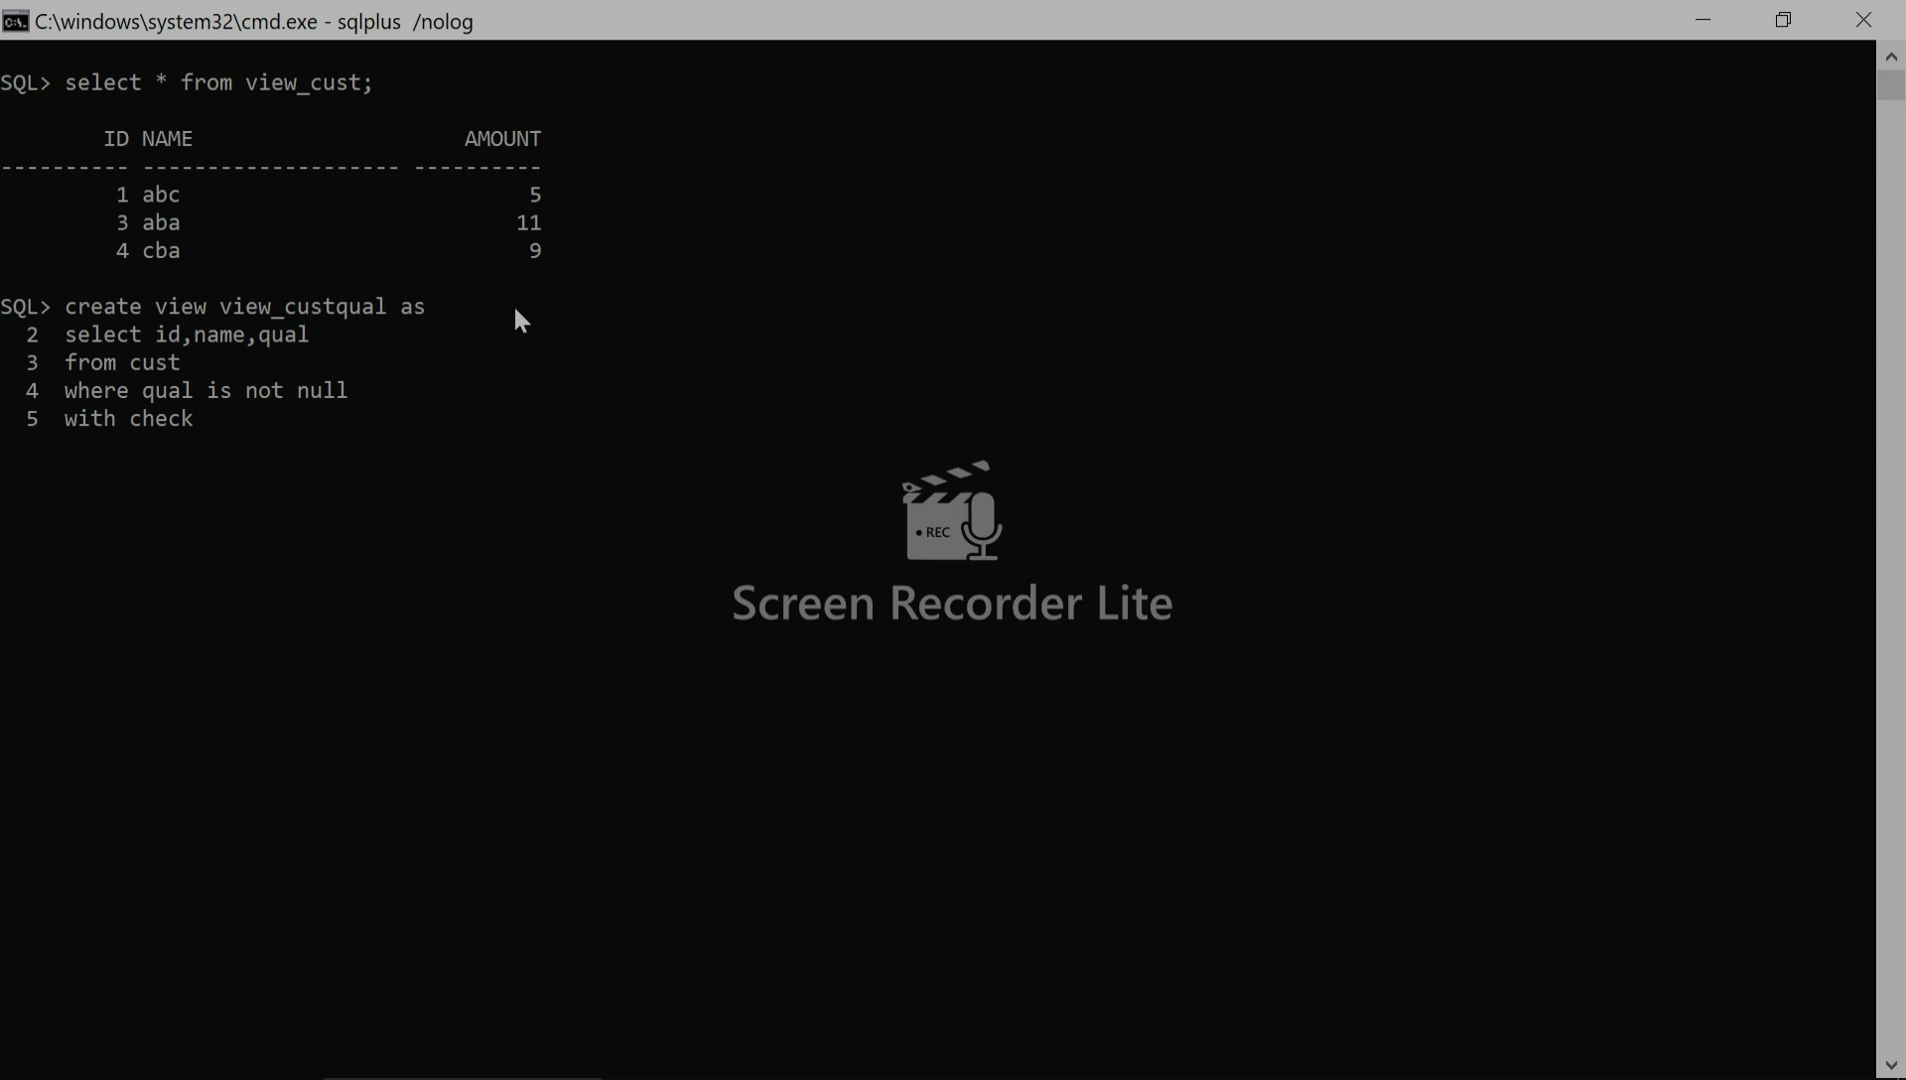 C:\windows\system32\cmd.exe - sqlplus  /nolog
SQL> select * from view_cust;
        ID NAME                     AMOUNT
---------- -------------------- ----------
         1 abc                           5
         3 aba                          11
         4 cba                           9
SQL> create view view_custqual as
  2  select id,name,qual
  3  from cust
  4  where qual is not null
  5  with check
• REC
Screen Recorder Lite